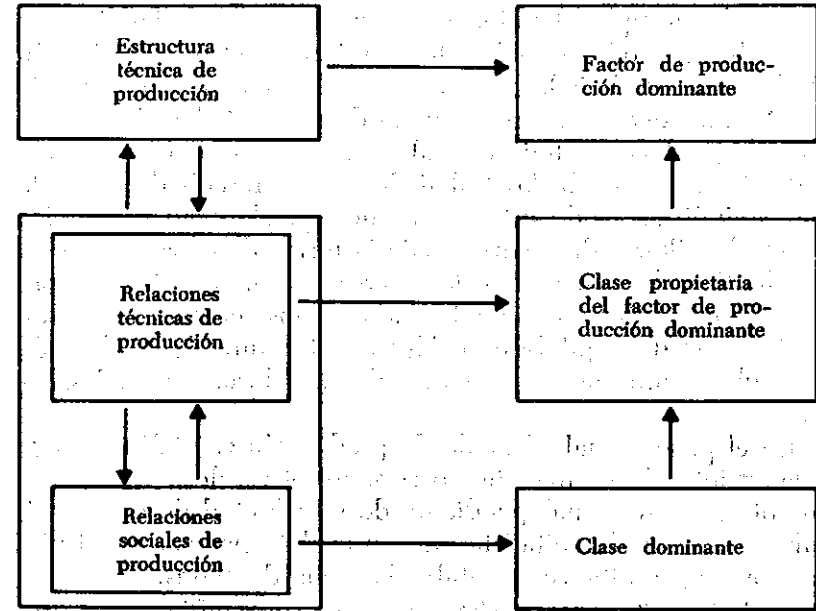 Estructura
técnica de
producción
Factor de produc-
ción dominante
Relaciones
técnicas de
producción
Clase propietaria
del factor de pro-
ducción dominante
Relaciones
sociales de
producción
Clase dominante